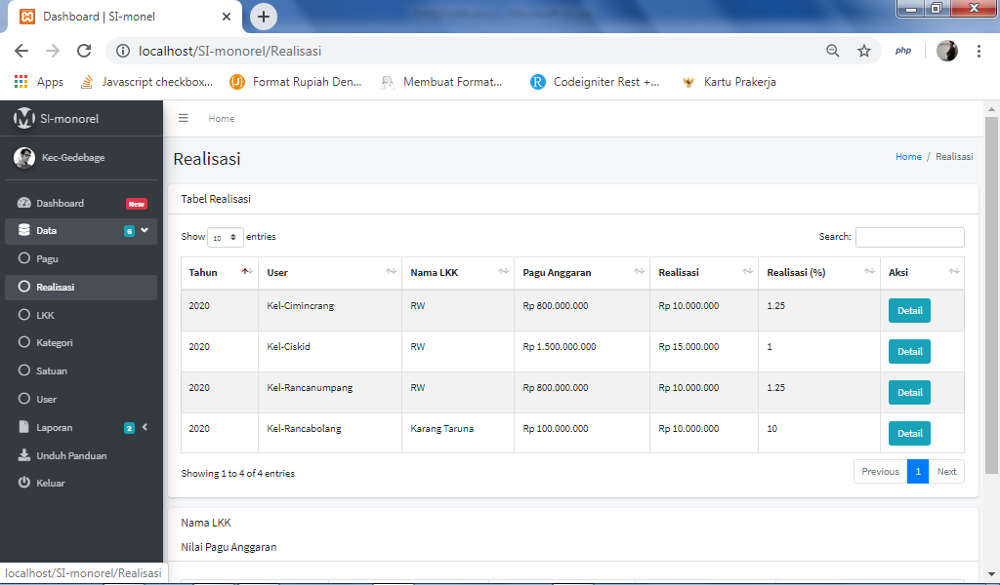 Dashboard | SI-monel
localhost/SI-monorel/Realisasi
php
Apps
Javascript checkbox...
Format Rupiah Den...
Membuat Format...
Codeigniter Rest +...
Kartu Prakerja
SI-monorel
Home
Kec-Gedebage
Realisasi
Home / Realisasi
Dashboard New
Data 6
Pagu
Realisasi
LKK
Kategori
Satuan
User
Laporan 2
Unduh Panduan
Keluar
Tabel Realisasi
Show 10 entries
Search:
Tahun User Nama LKK Pagu Anggaran Realisasi Realisasi (%) Aksi
2020 Kel-Cimincrang RW Rp 800.000.000 Rp 10.000.000 1.25 Detail
2020 Kel-Ciskid RW Rp 1.500.000.000 Rp 15.000.000 1 Detail
2020 Kel-Rancanumpang RW Rp 800.000.000 Rp 10.000.000 1.25 Detail
2020 Kel-Rancabolang Karang Taruna Rp 100.000.000 Rp 10.000.000 10 Detail
Showing 1 to 4 of 4 entries
Previous 1 Next
Nama LKK
Nilai Pagu Anggaran
localhost/SI-monorel/Realisasi